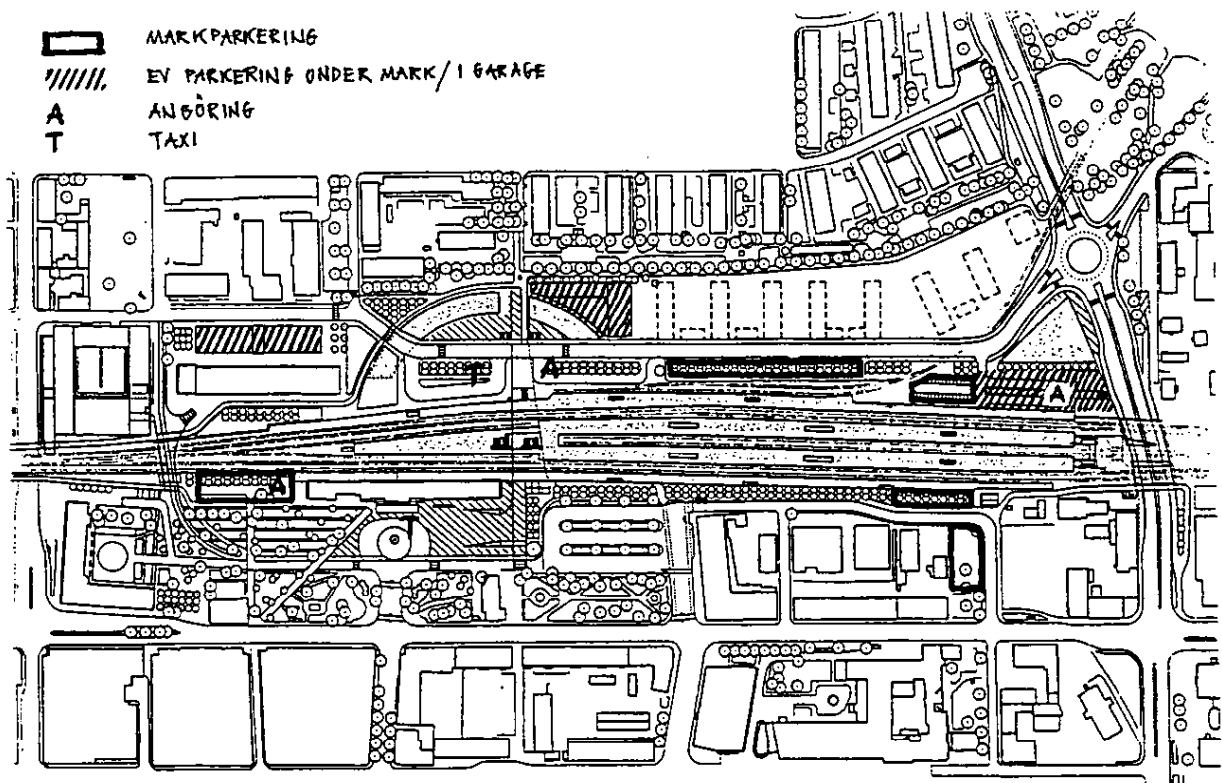 MARKPARKERING
EV PARKERING UNDER MARK/I GARAGE
A ANGÖRING
T TAXI
T
A
A
A
T